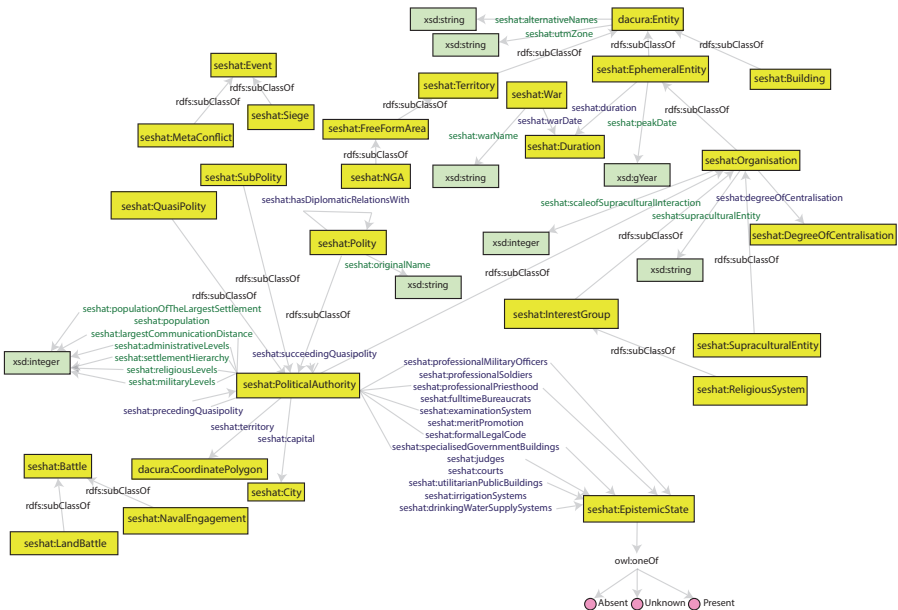 xsd:string
seshat:alternativeNames
dacura:Entity
seshat:utmZone
xsd:string
rdfs:subClassOf
rdfs:subClassOf
rdfs:subClassOf
seshat:Event
seshat:EphemeralEntity
seshat:Building
seshat:Territory
seshat:War
rdfs:subClassOf
seshat:Siege
rdfs:subClassOf
seshat:duration
seshat:warDate
seshat:peakDate
rdfs:subClassOf
seshat:MetaConflict
seshat:FreeFormArea
seshat:warName
seshat:Duration
rdfs:subClassOf
seshat:Organisation
seshat:SubPolity
seshat:NGA
xsd:string
xsd:gYear
seshat:hasDiplomaticRelationsWith
seshat:degreeOfCentralisation
seshat:QuasiPolity
seshat:scaleofSupraculturalInteraction
seshat:supraculturalEntity
seshat:Polity
xsd:integer
rdfs:subClassOf
seshat:DegreeOfCentralisation
rdfs:subClassOf
seshat:originalName
xsd:string
rdfs:subClassOf
rdfs:subClassOf
xsd:string
rdfs:subClassOf
rdfs:subClassOf
seshat:populationOfTheLargestSettlement
rdfs:subClassOf
seshat:InterestGroup
seshat:population
seshat:largestCommunicationDistance
seshat:administrativeLevels
seshat:SupraculturalEntity
rdfs:subClassOf
xsd:integer
seshat:settlementHierarchy
seshat:succeedingQuasipolity
seshat:religiousLevels
seshat:militaryLevels
seshat:PoliticalAuthority
seshat:ReligiousSystem
seshat:professionalMilitaryOfficers
seshat:professionalSoldiers
seshat:professionalPriesthood
seshat:fulltimeBureaucrats
seshat:precedingQuasipolity
seshat:examinationSystem
seshat:meritPromotion
seshat:territory
seshat:formalLegalCode
seshat:capital
seshat:specialisedGovernmentBuildings
seshat:judges
seshat:courts
seshat:Battle
dacura:CoordinatePolygon
seshat:utilitarianPublicBuildings
rdfs:subClassOf
seshat:City
seshat:irrigationSystems
rdfs:subClassOf
seshat:drinkingWaterSupplySystems
seshat:EpistemicState
seshat:NavalEngagement
seshat:LandBattle
owl:oneOf
Absent
Unknown
Present